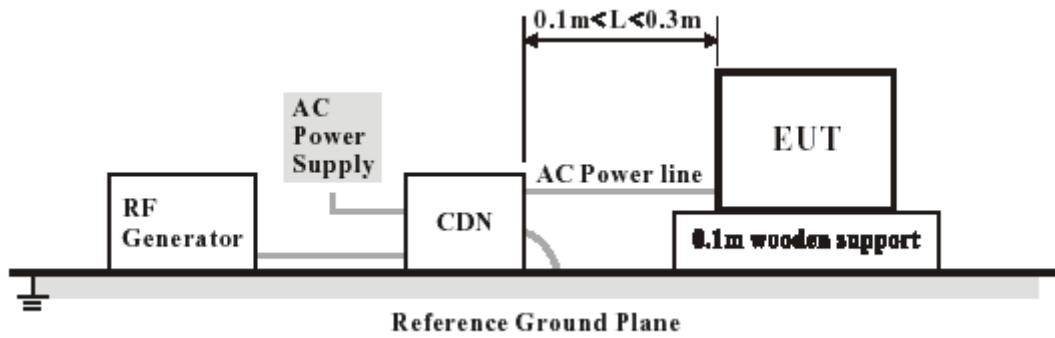 0.1m<L<0.3m
AC
Power
Supply
EUT
AC Power line
RF
Generator
CDN
0.1m wooden support
Reference Ground Plane